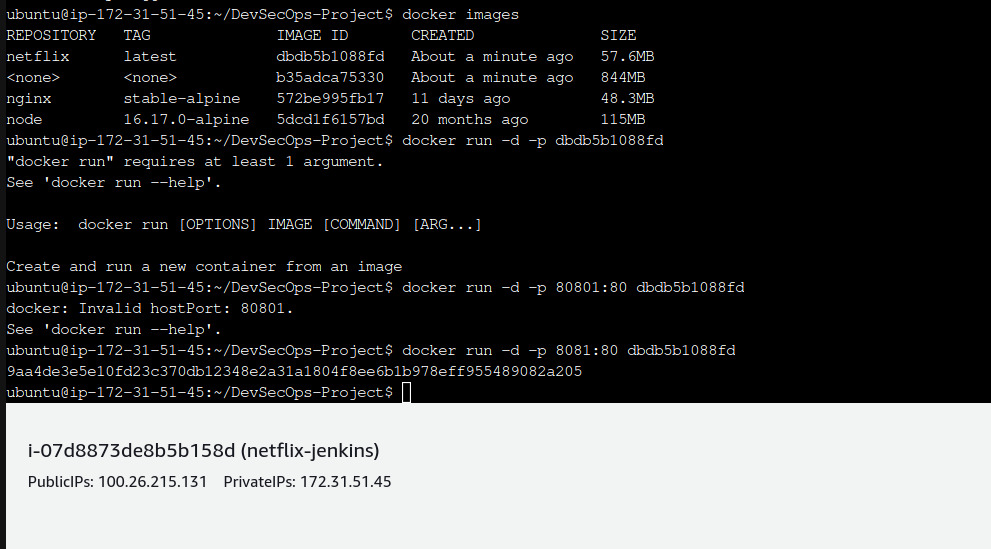 ubuntu@ip-172-31-51-45:~/DevSecOps-Project$ docker images
REPOSITORY   TAG              IMAGE ID       CREATED              SIZE
netflix      latest           dbdb5b1088fd   About a minute ago   57.6MB
<none>       <none>           b35adca75330   About a minute ago   844MB
nginx        stable-alpine    572be995fb17   11 days ago          48.3MB
node         16.17.0-alpine   5dcd1f6157bd   20 months ago        115MB
ubuntu@ip-172-31-51-45:~/DevSecOps-Project$ docker run -d -p dbdb5b1088fd
"docker run" requires at least 1 argument.
See 'docker run --help'.

Usage:  docker run [OPTIONS] IMAGE [COMMAND] [ARG...]

Create and run a new container from an image
ubuntu@ip-172-31-51-45:~/DevSecOps-Project$ docker run -d -p 80801:80 dbdb5b1088fd
docker: Invalid hostPort: 80801.
See 'docker run --help'.
ubuntu@ip-172-31-51-45:~/DevSecOps-Project$ docker run -d -p 8081:80 dbdb5b1088fd
9aa4de3e5e10fd23c370db12348e2a31a1804f8ee6b1b978eff955489082a205
ubuntu@ip-172-31-51-45:~/DevSecOps-Project$
i-07d8873de8b5b158d (netflix-jenkins)
PublicIPs: 100.26.215.131    PrivateIPs: 172.31.51.45